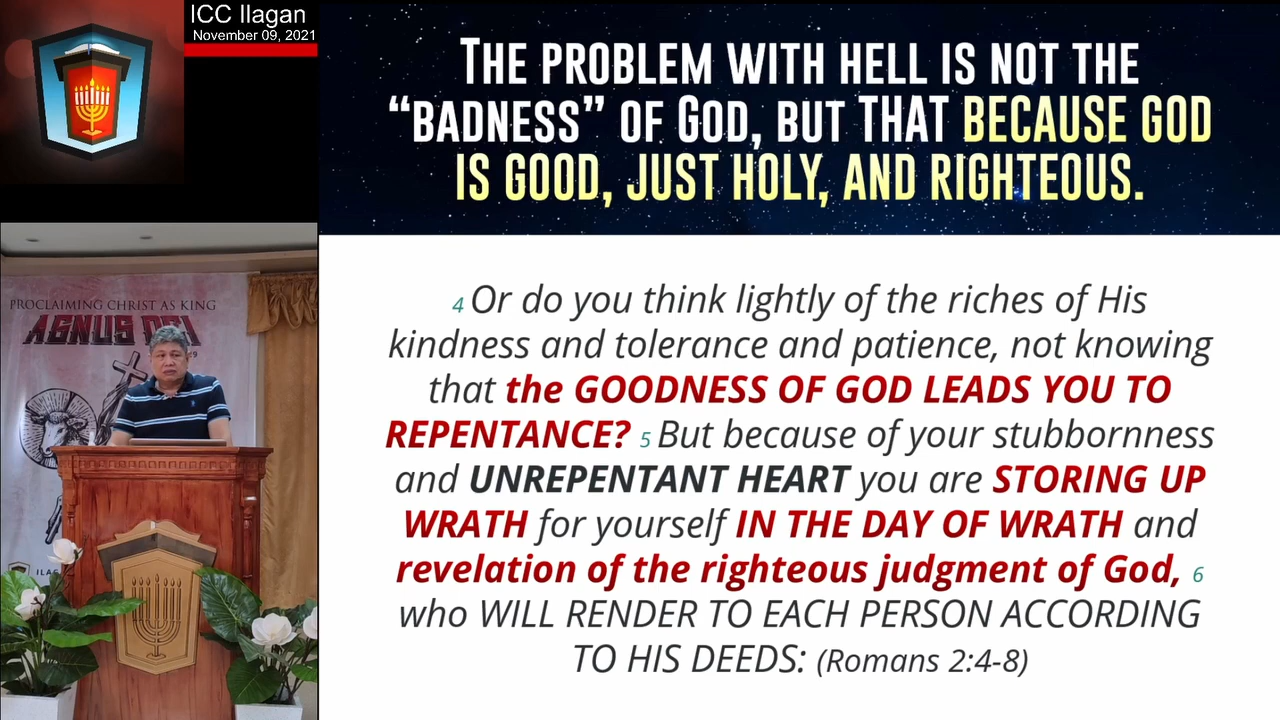 ICC Ilagan
November 09, 2021
THE PROBLEM WITH HELL IS NOT THE
“BADNESS” OF GOD, BUT THAT BECAUSE GOD
IS GOOD, JUST HOLY, AND RIGHTEOUS.
PROCLAIMING CHRIST AS KING
AGNUS DEI
4 Or do you think lightly of the riches of His
kindness and tolerance and patience, not knowing
that the GOODNESS OF GOD LEADS YOU TO
REPENTANCE? 5 But because of your stubbornness
and UNREPENTANT HEART you are STORING UP
WRATH for yourself IN THE DAY OF WRATH and
revelation of the righteous judgment of God, 6
who WILL RENDER TO EACH PERSON ACCORDING
TO HIS DEEDS: (Romans 2:4-8)